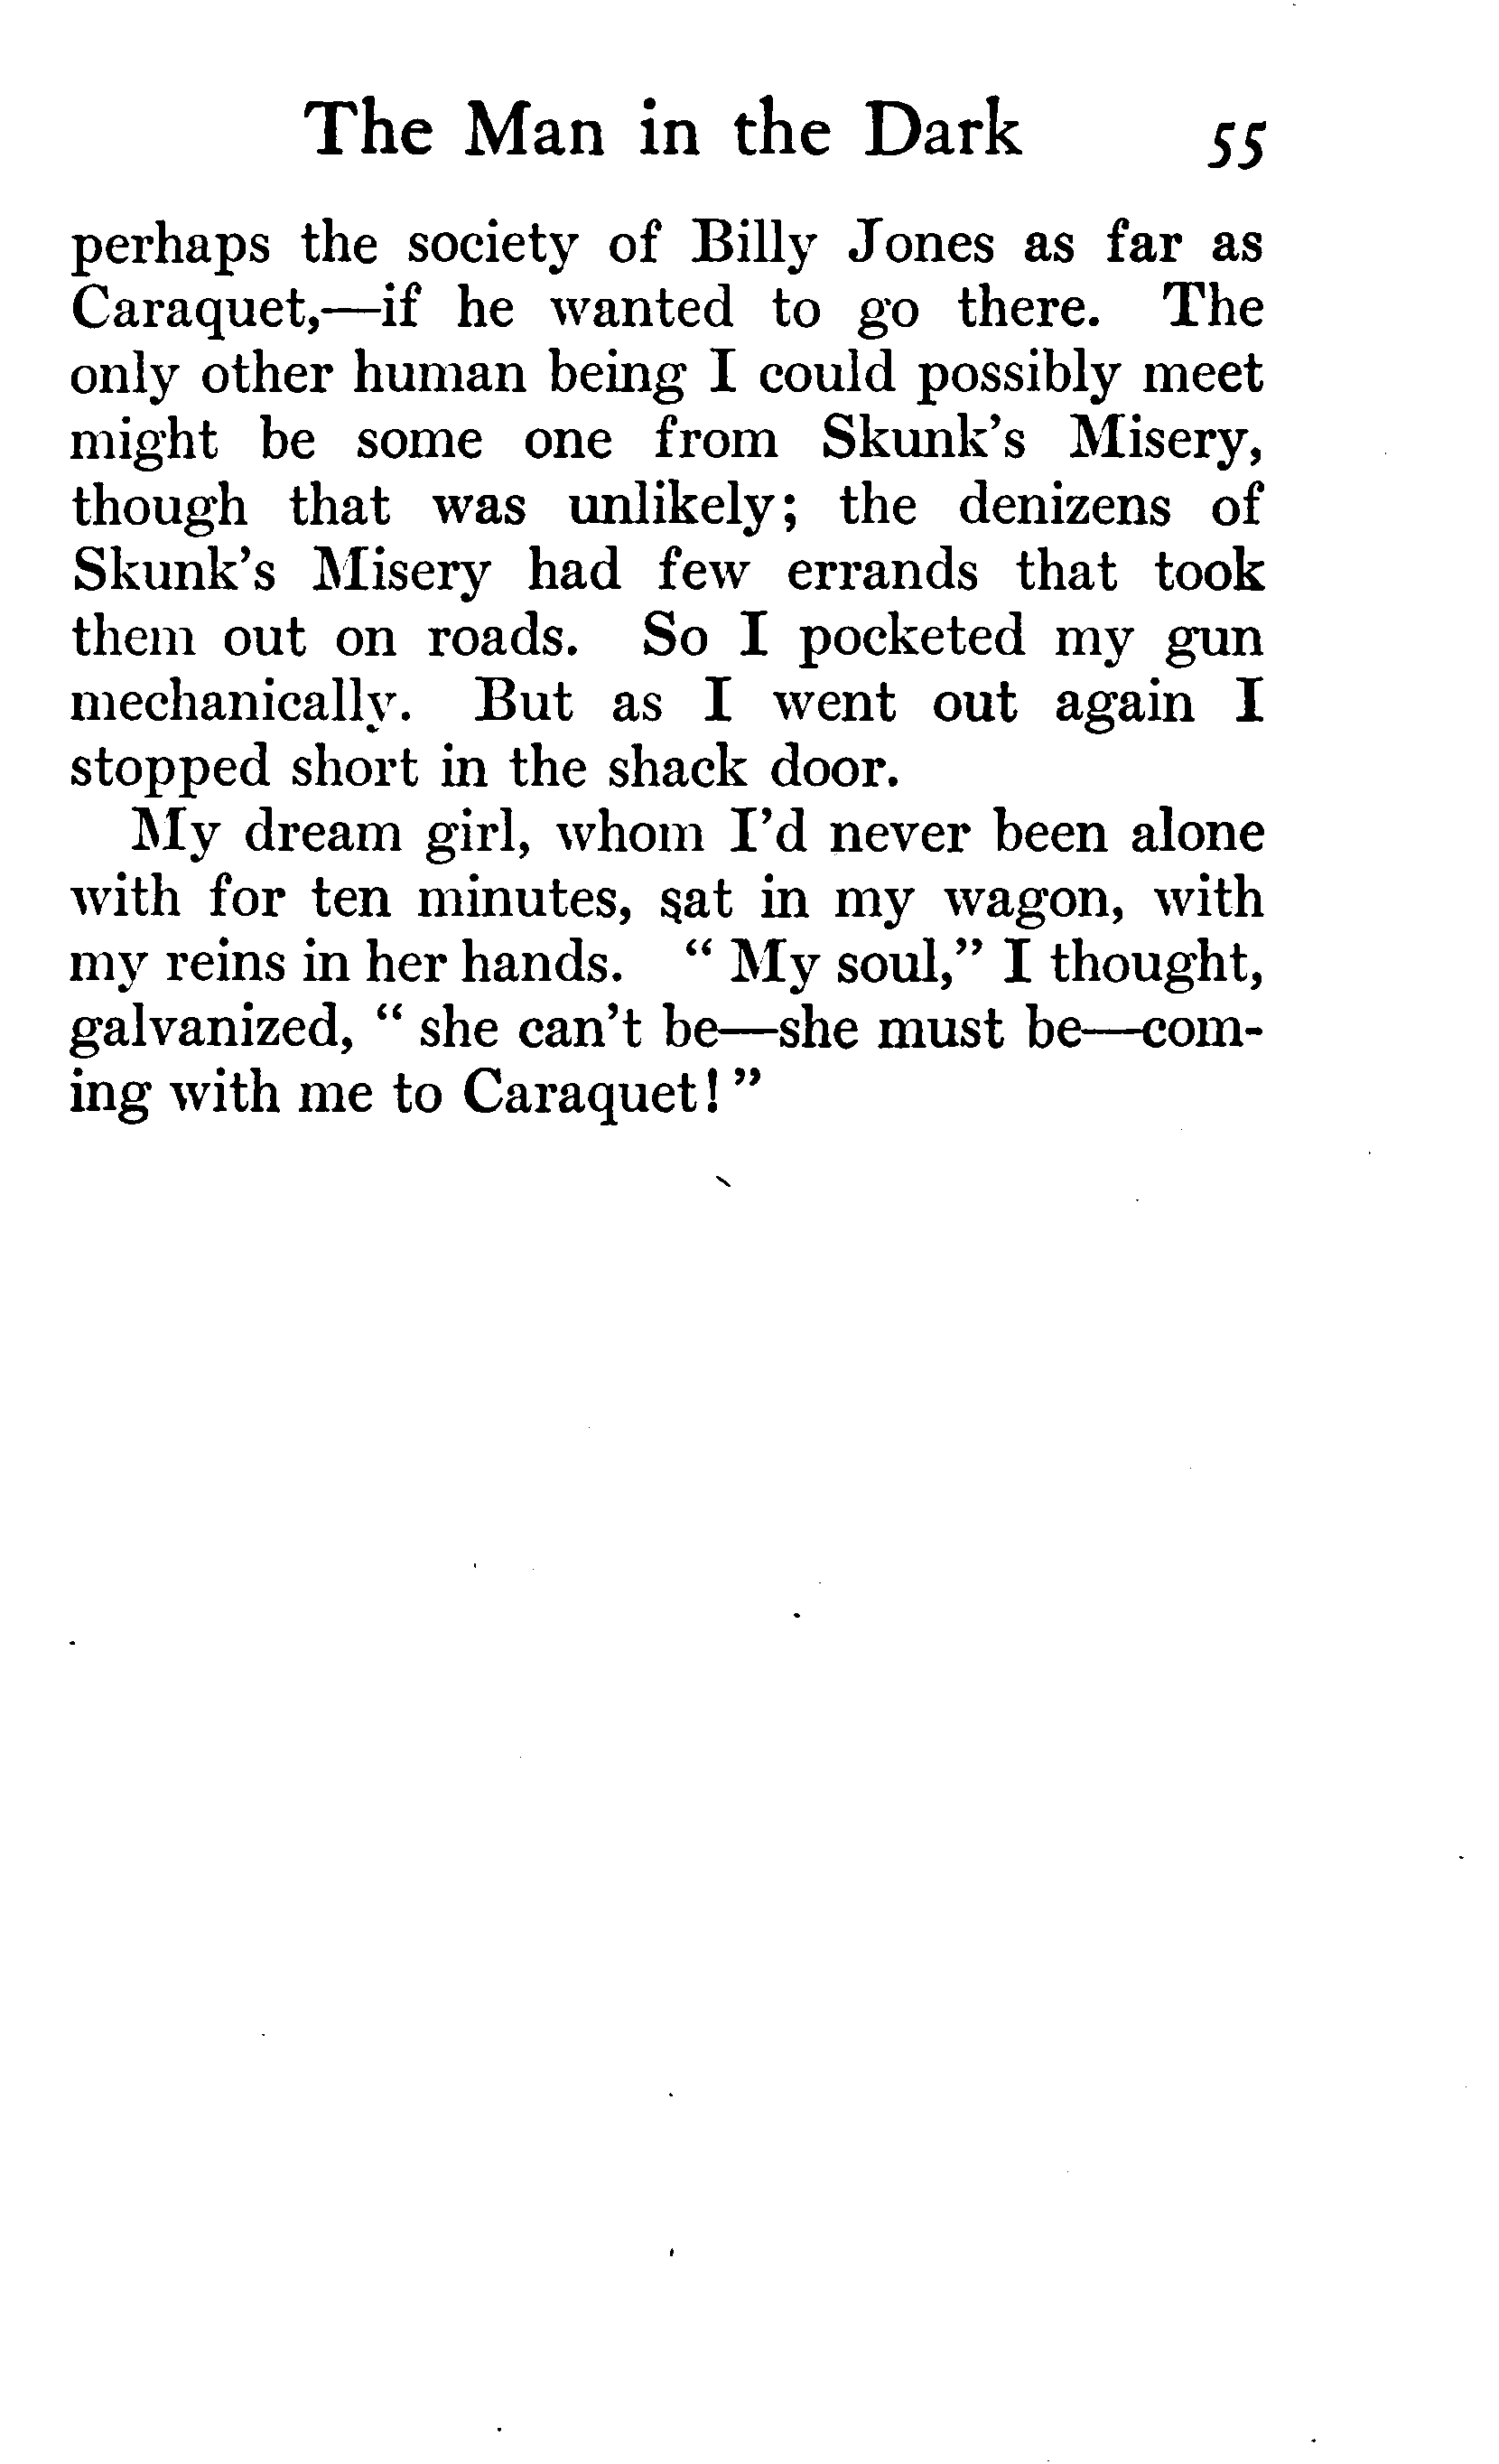 The Man in the Dark 55
perhaps the society of Billy Jones as far as
Caraquet,—if he wanted to go there. The
only other human being I could possibly meet
might be some one from Skunk's Misery,
though that was unlikely; the denizens of
Skunk's Misery had few errands that took
them out on roads. So I pocketed my gun
mechanically. But as I went out again I
stopped short in the shack door.
My dream girl, whom I'd never been alone
with for ten minutes, sat in my wagon, with
my reins in her hands. “ My soul,” I thought,
galvanized, “ she can't be—she must be—com-
ing with me to Caraquet! ”